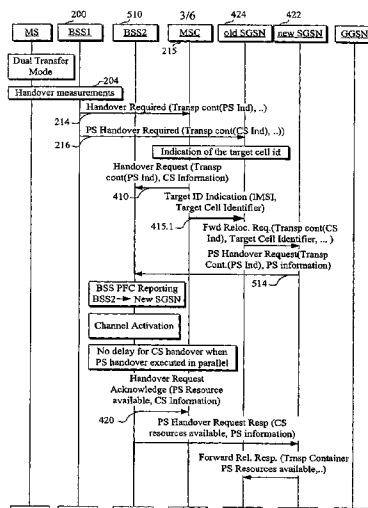 200
510
3/6
424
422
MS
BSS1
BSS2
MSC
old SGSN
new SGSN
GGSN
215
Dual Transfer
Mode
204
Handover measurements
Handover Required (Transp cont(PS Ind), ..)
214
PS Handover Required (Transp cont(CS Ind), ..))
216
Indication of the target cell id
Handover Request (Transp
cont(PS Ind), CS Information)
410
Target ID Indication (IMSI,
Target Cell Identifier)
415.1
Fwd Reloc. Req.(Transp cont(CS
Ind), Target Cell Identifier, ... )
PS Handover Request(Transp
Cont.(PS Ind), PS information)
514
BSS PFC Reporting
BSS2 → New SGSN
Channel Activation
No delay for CS handover when
PS handover executed in parallel
Handover Request
Acknowledge (PS Resource
available, CS Information)
420
PS Handover Request Resp (CS
resources available, PS information)
Forward Rel. Resp. (Trnsp Container
PS Resources available,..)